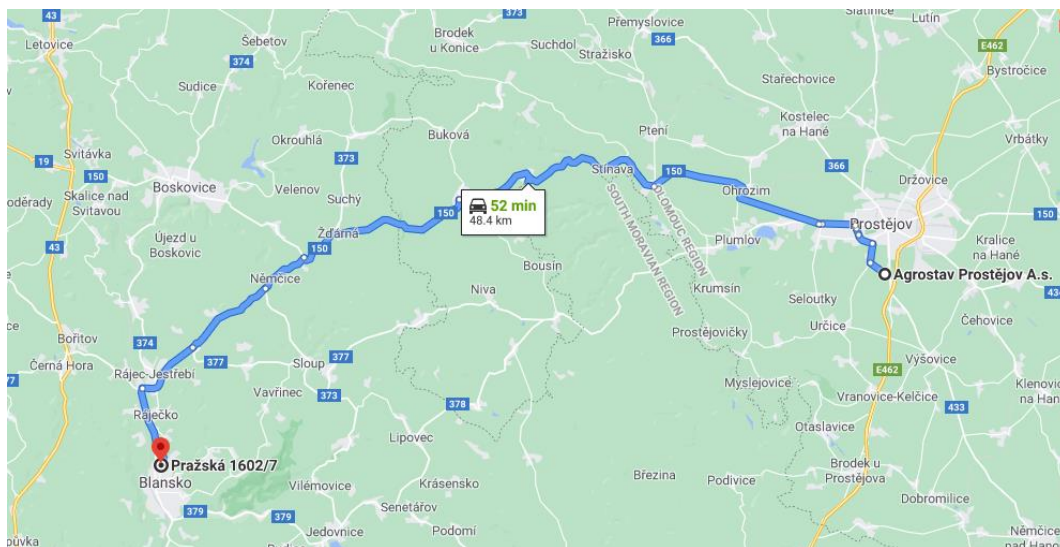 43
373
Přemyslovice
Slatinice
Lutín
Letovice
Šebetov
Brodek
u Konice
Suchdol
366
Stražisko
E462
374
Sudice
Kořenec
Stařechovice
Bystročice
Okrouhlá
Buková
Ptení
Kostelec
na Hané
Vrbátky
19
Svitávka
373
Stínava
150
366
150
Boskovice
Velenov
Ohrozim
Držovice
Skalice nad
Svitavou
Suchý
150
52 min
48.4 km
SOUTH MORAVIAN REGION
OLOMOUC REGION
Prostějov
150
43
Újezd u
Boskovic
Žďárná
150
Plumlov
Kralice
na Hané
Němčice
Bousín
Agrostav Prostějov A.s.
Niva
Krumsín
Seloutky
434
Bořitov
374
Určice
Čehovice
Prostějovičky
Černá Hora
377
Sloup
377
E462
Výšovice
377
Rájec-Jestřebí
Myslejovice
Vavřinec
373
Vranovice-Kelčice
433
Klenovice
na Hané
Ráječko
378
Otaslavice
Lipovec
Pražská 1602/7
Brodek u
Prostějova
Blansko
Vilémovice
Krásensko
Březina
Podivice
Dobromilice
379
Senetářov
379
Jedovnice
Podomí
Němčice
nad Hanou